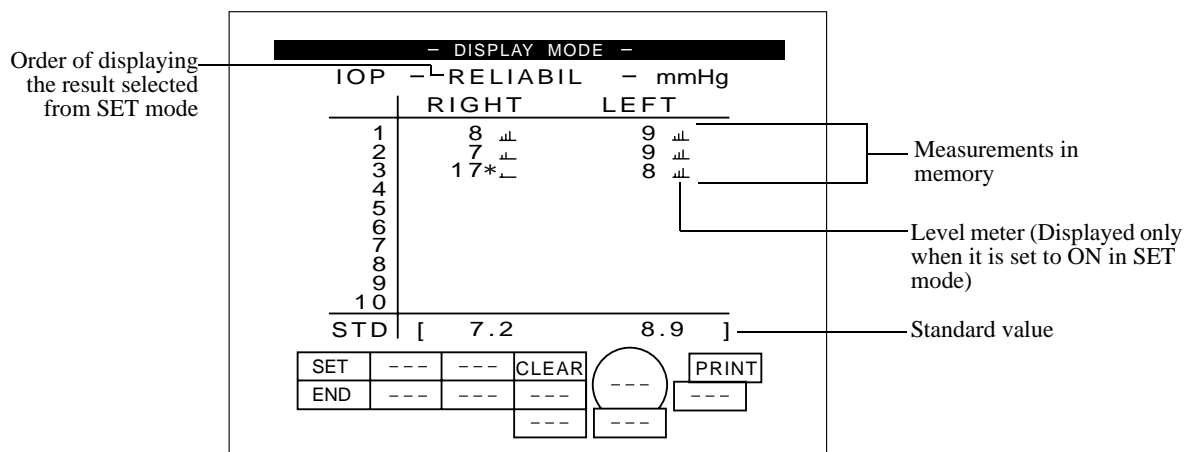 – DISPLAY MODE –
Order of displaying
the result selected
from SET mode
IOP – RELIABIL – mmHg
RIGHT LEFT
1 8 9
2 7 9
3 17* 8
4
5
6
7
8
9
10
Measurements in
memory
Level meter (Displayed only
when it is set to ON in SET
mode)
STD [ 7.2 8.9 ]
Standard value
SET --- --- CLEAR --- PRINT
END --- --- --- ---
--- ---